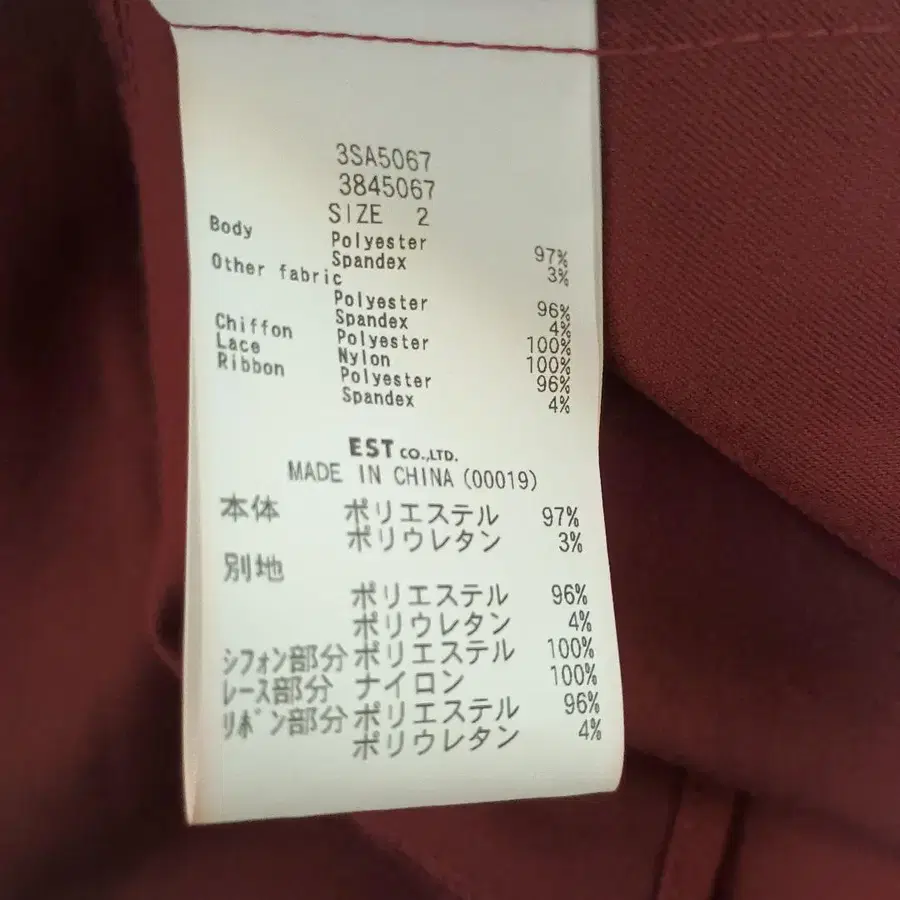 3SA5067
3845067
SIZE 2
Body
Polyester 97%
Spandex 3%
Other fabric
Polyester 96%
Spandex 4%
Chiffon Polyester 100%
Lace Nylon 100%
Ribbon Polyester 96%
Spandex 4%
EST CO.,LTD.
MADE IN CHINA (00019)
本体 ポリエステル 97%
ポリウレタン 3%
別地
ポリエステル 96%
ポリウレタン 4%
シフォン部分 ポリエステル 100%
レース部分 ナイロン 100%
リボン部分 ポリエステル 96%
ポリウレタン 4%